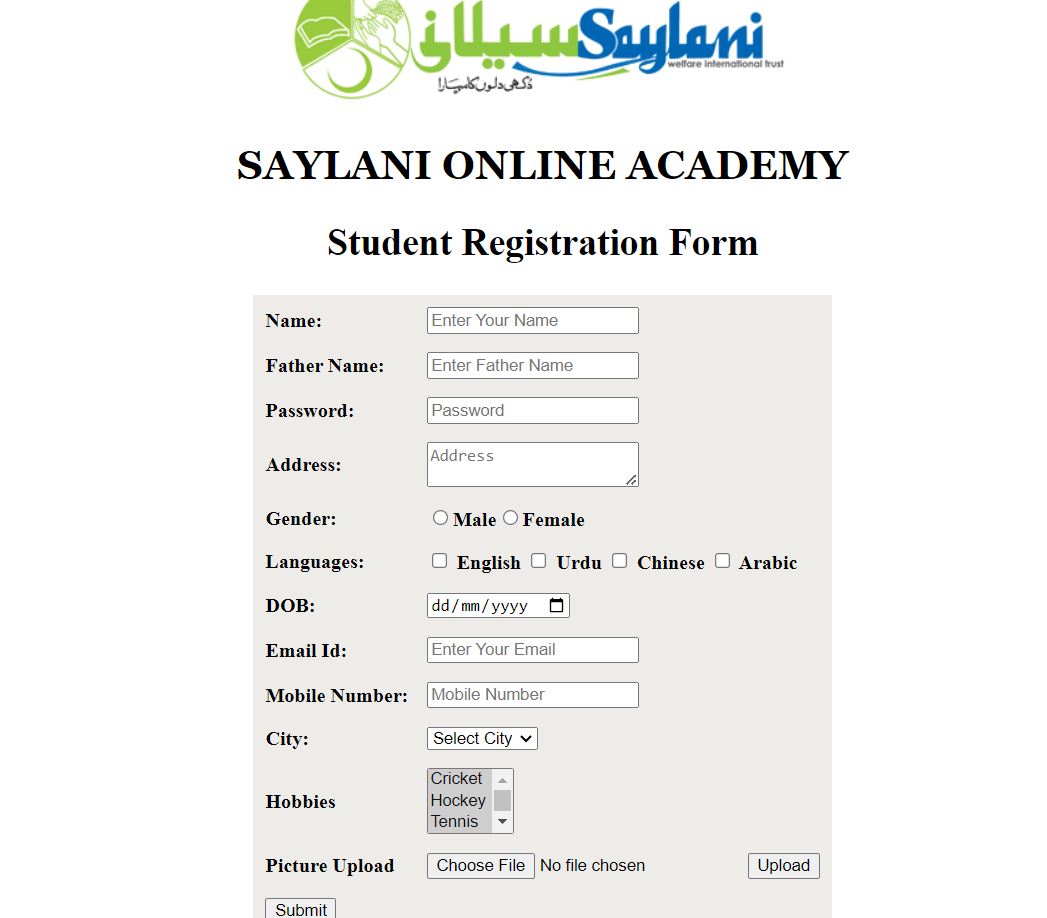 سیلانی Saylani
welfare international trust
دُکھی دلوں کا سہارا
SAYLANI ONLINE ACADEMY
Student Registration Form
Name: Enter Your Name
Father Name: Enter Father Name
Password: Password
Address: Address
Gender: Male Female
Languages: English Urdu Chinese Arabic
DOB: dd/mm/yyyy
Email Id: Enter Your Email
Mobile Number: Mobile Number
City: Select City
Hobbies Cricket
Hockey
Tennis
Picture Upload Choose File No file chosen Upload
Submit